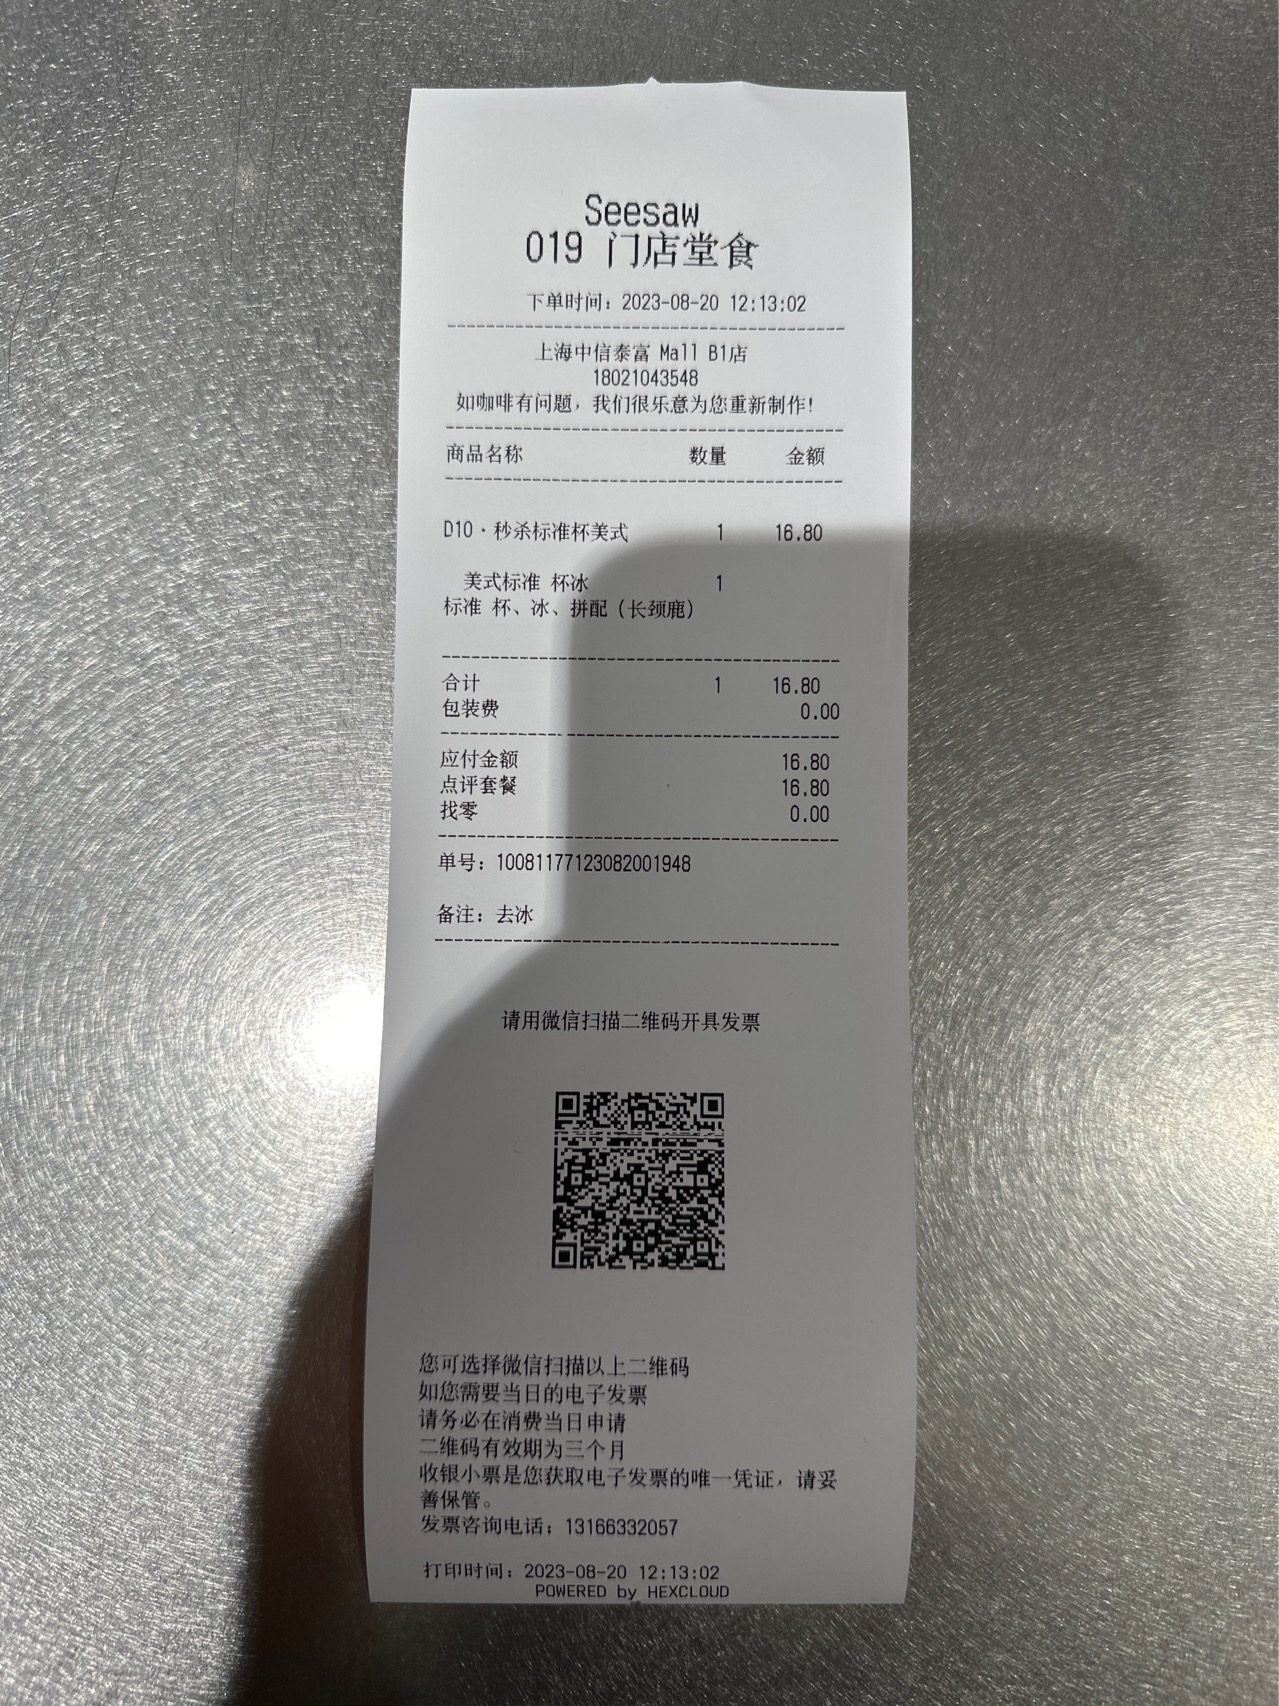 Seesaw
019 门店堂食
下单时间：2023-08-20 12:13:02
上海中信泰富 Mall B1店
18021043548
如咖啡有问题，我们很乐意为您重新制作！
商品名称 数量 金额
D10·秒杀标准杯美式 1 16.80
美式标准 杯冰 1
标准 杯、冰、拼配（长颈鹿）
合计 1 16.80
包装费 0.00
应付金额 16.80
点评套餐 16.80
找零 0.00
单号：10081177123082001948
备注：去冰
请用微信扫描二维码开具发票
您可选择微信扫描以上二维码
如您需要当日的电子发票
请务必在消费当日申请
二维码有效期为三个月
收银小票是您获取电子发票的唯一凭证，请妥
善保管。
发票咨询电话：13166332057
打印时间：2023-08-20 12:13:02
POWERED by HEXCLOUD